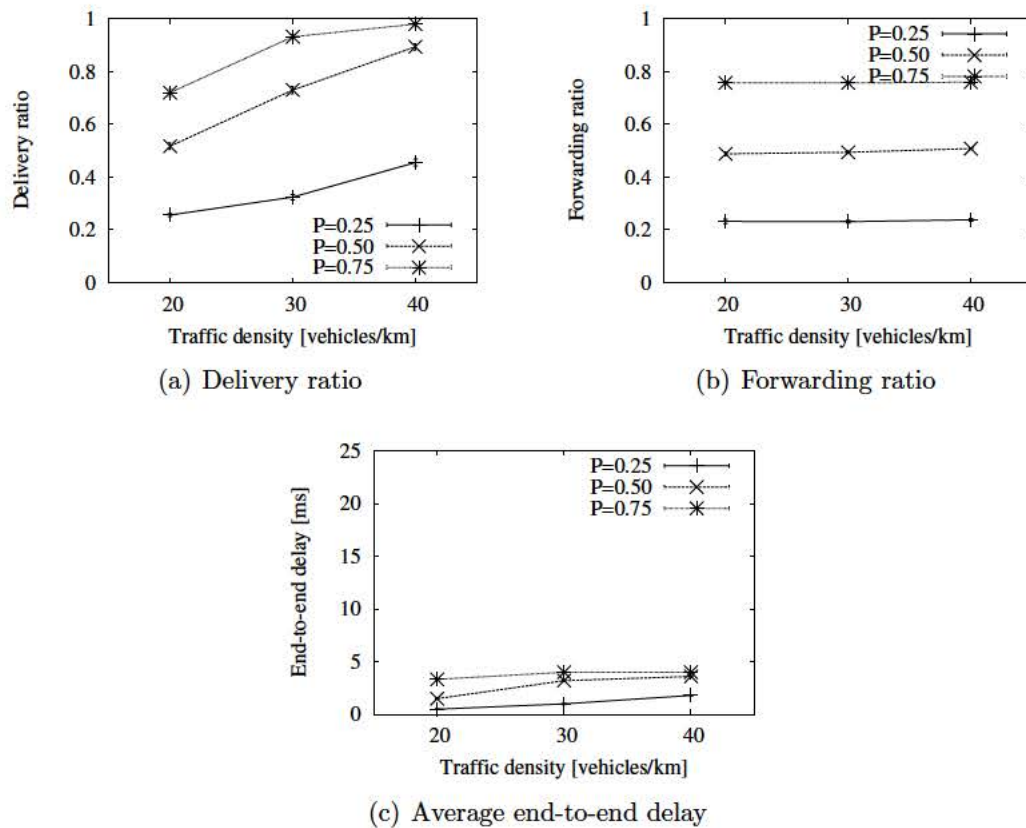 1
0.8
0.6
0.4
0.2
0
Delivery ratio
P=0.25
P=0.50
P=0.75
20 30 40
Traffic density [vehicles/km]
(a) Delivery ratio
1
0.8
0.6
0.4
0.2
0
Forwarding ratio
P=0.25
P=0.50
P=0.75
20 30 40
Traffic density [vehicles/km]
(b) Forwarding ratio
25
20
15
10
5
0
End-to-end delay [ms]
P=0.25
P=0.50
P=0.75
20 30 40
Traffic density [vehicles/km]
(c) Average end-to-end delay